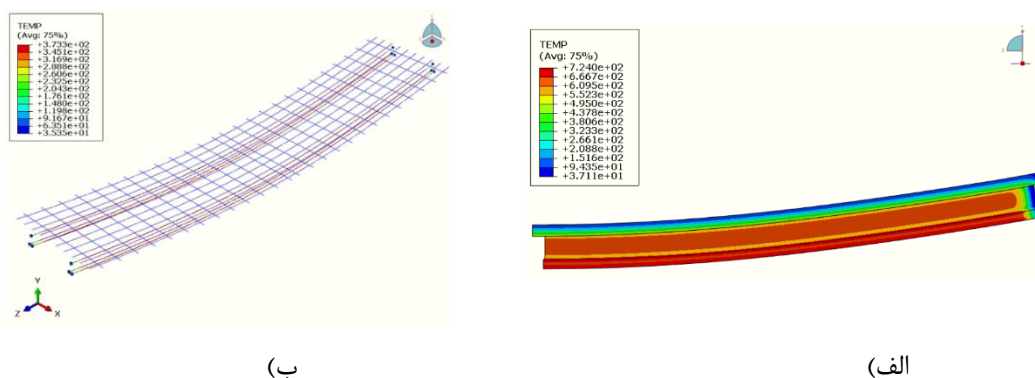 TEMP
(Avg: 75%)
+3.733e+02
+3.451e+02
+3.169e+02
+2.888e+02
+2.606e+02
+2.325e+02
+2.043e+02
+1.761e+02
+1.480e+02
+1.198e+02
+9.167e+01
+6.351e+01
+3.535e+01
Y
Z
X
TEMP
(Avg: 75%)
+7.240e+02
+6.667e+02
+6.095e+02
+5.523e+02
+4.950e+02
+4.378e+02
+3.806e+02
+3.233e+02
+2.661e+02
+2.088e+02
+1.516e+02
+9.435e+01
+3.711e+01
الف)
ب)